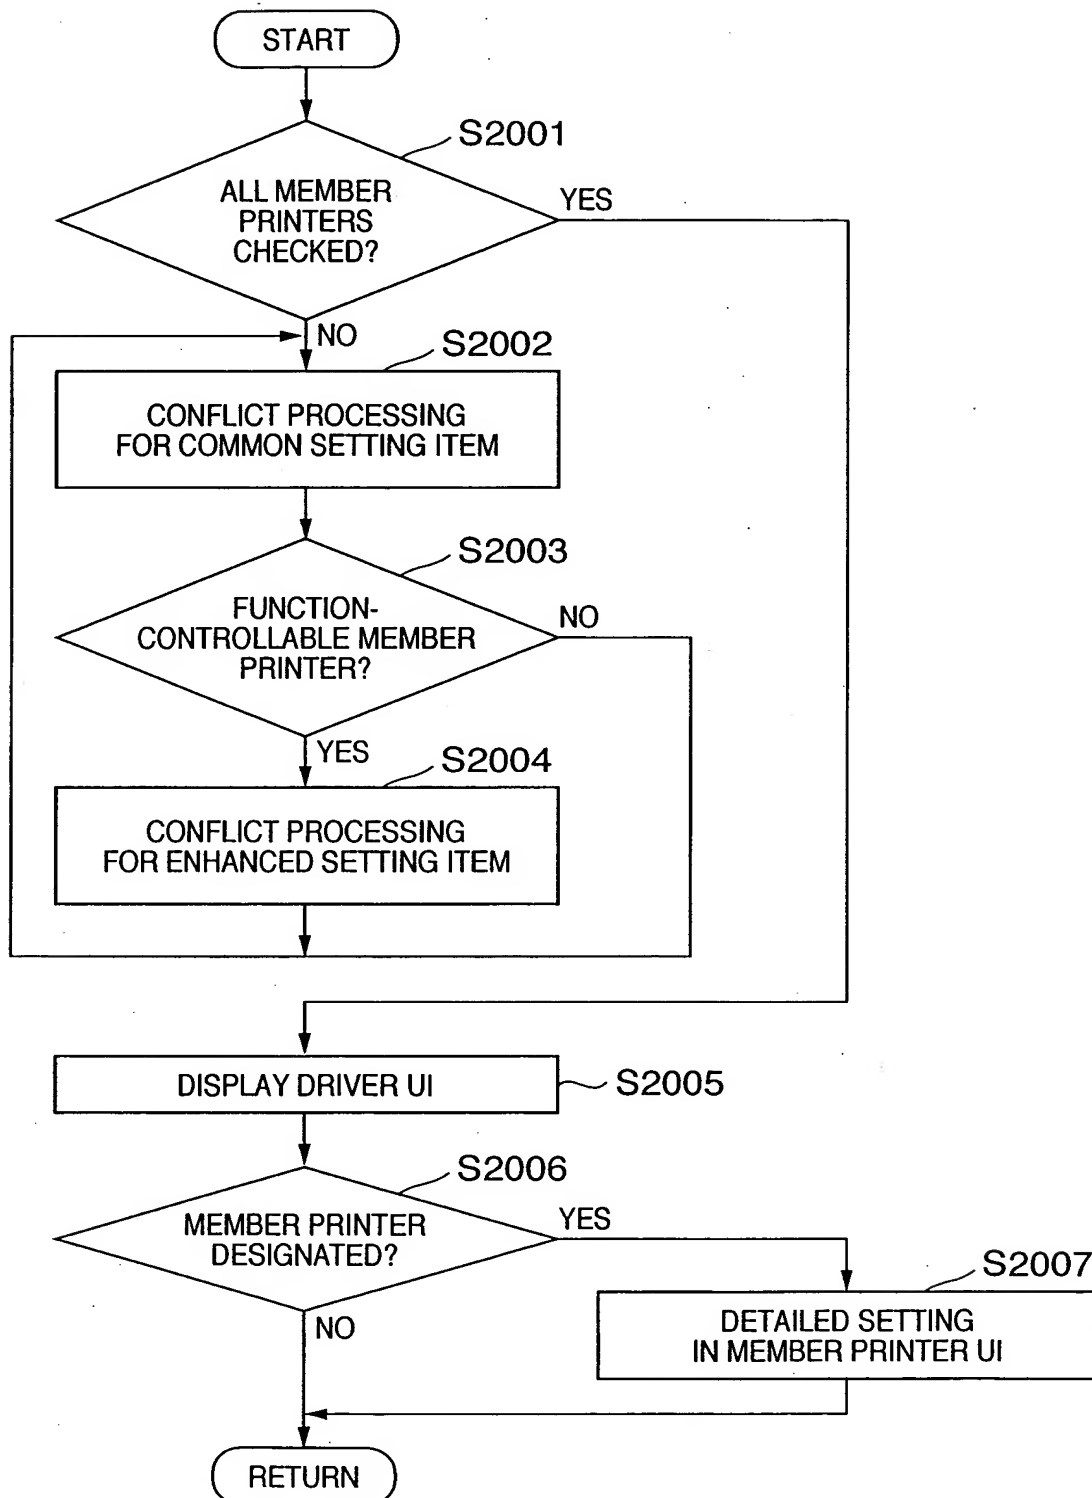 START
S2001
ALL MEMBER
PRINTERS
CHECKED?
YES
NO
S2002
CONFLICT PROCESSING
FOR COMMON SETTING ITEM
S2003
FUNCTION-
CONTROLLABLE MEMBER
PRINTER?
NO
YES
S2004
CONFLICT PROCESSING
FOR ENHANCED SETTING ITEM
DISPLAY DRIVER UI
S2005
S2006
MEMBER PRINTER
DESIGNATED?
YES
NO
S2007
DETAILED SETTING
IN MEMBER PRINTER UI
RETURN